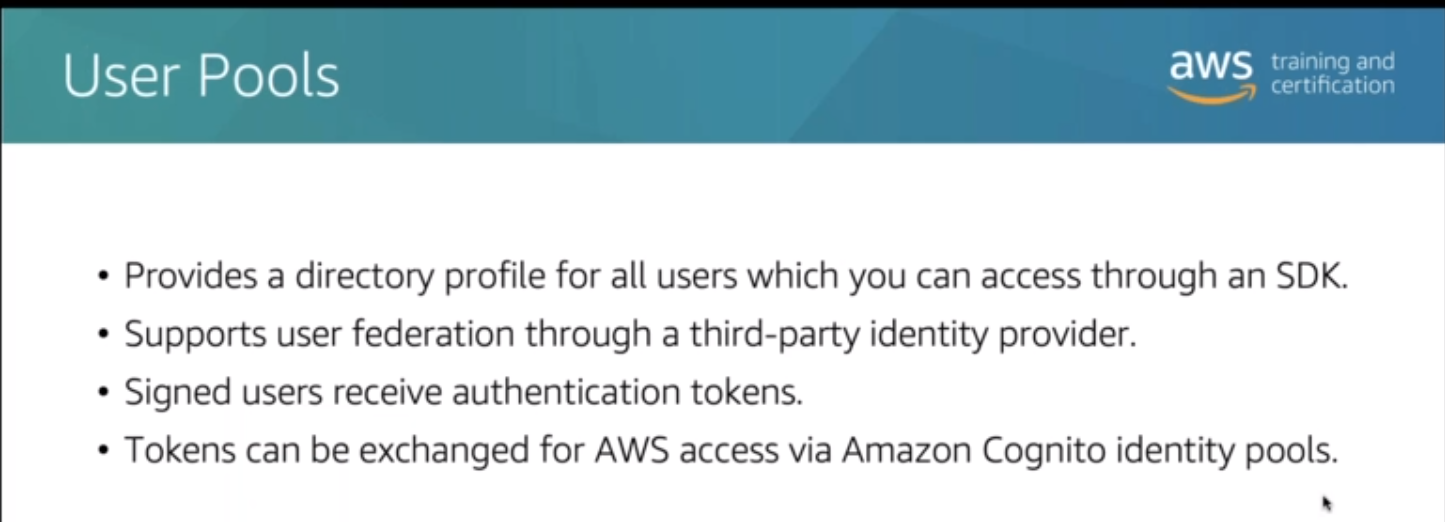 User Pools
aws training and
certification
• Provides a directory profile for all users which you can access through an SDK.
• Supports user federation through a third-party identity provider.
• Signed users receive authentication tokens.
• Tokens can be exchanged for AWS access via Amazon Cognito identity pools.